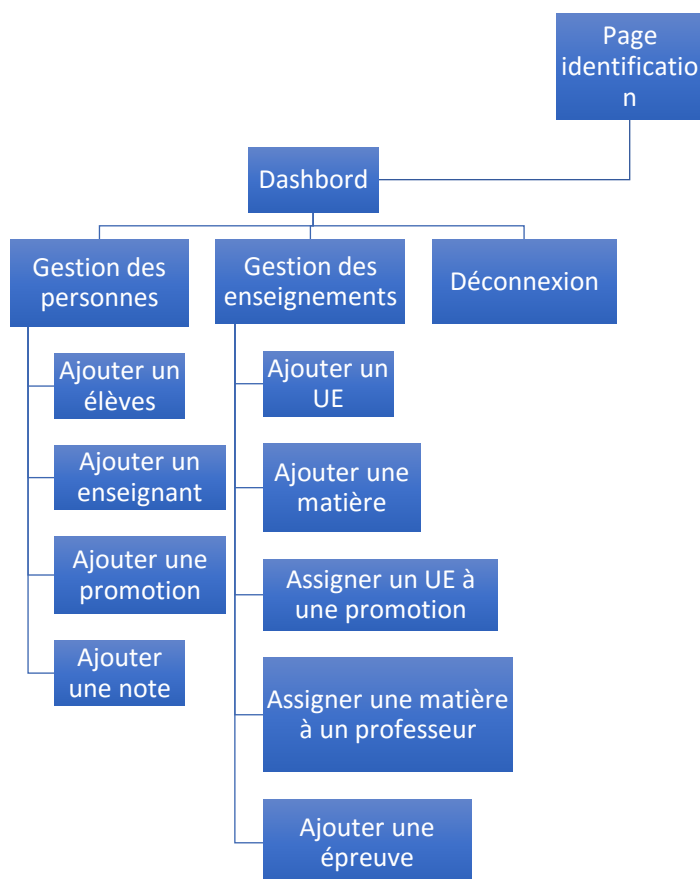 Page
identificatio
n
Dashbord
Gestion des
personnes
Gestion des
enseignements
Déconnexion
Ajouter un
élèves
Ajouter un
enseignant
Ajouter une
promotion
Ajouter
une note
Ajouter un
UE
Ajouter une
matière
Assigner un UE à
une promotion
Assigner une matière
à un professeur
Ajouter une
épreuve